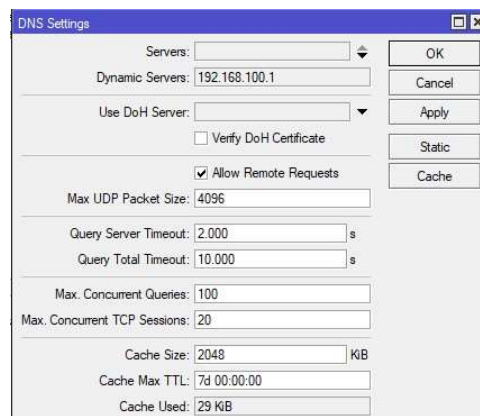 DNS Settings
Servers:
OK
Dynamic Servers: 192.168.100.1
Cancel
Use DoH Server:
Apply
Verify DoH Certificate
Static
Allow Remote Requests
Cache
Max UDP Packet Size: 4096
Query Server Timeout: 2.000 s
Query Total Timeout: 10.000 s
Max. Concurrent Queries: 100
Max. Concurrent TCP Sessions: 20
Cache Size: 2048 KiB
Cache Max TTL: 7d 00:00:00
Cache Used: 29 KiB